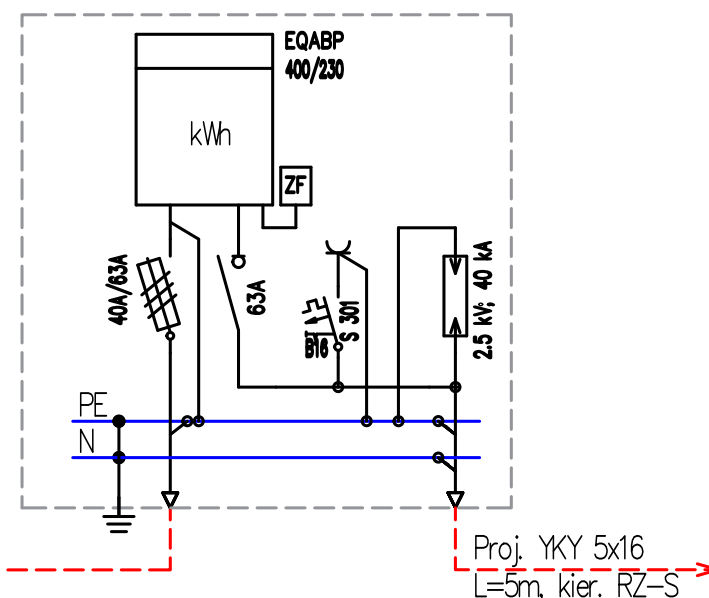 EQABP
400/230
kWh
ZF
40A/63A
63A
S 301
B16
2.5 kV; 40 kA
PE
N
Proj. YKY 5x16
L=5m, kier. RZ-S